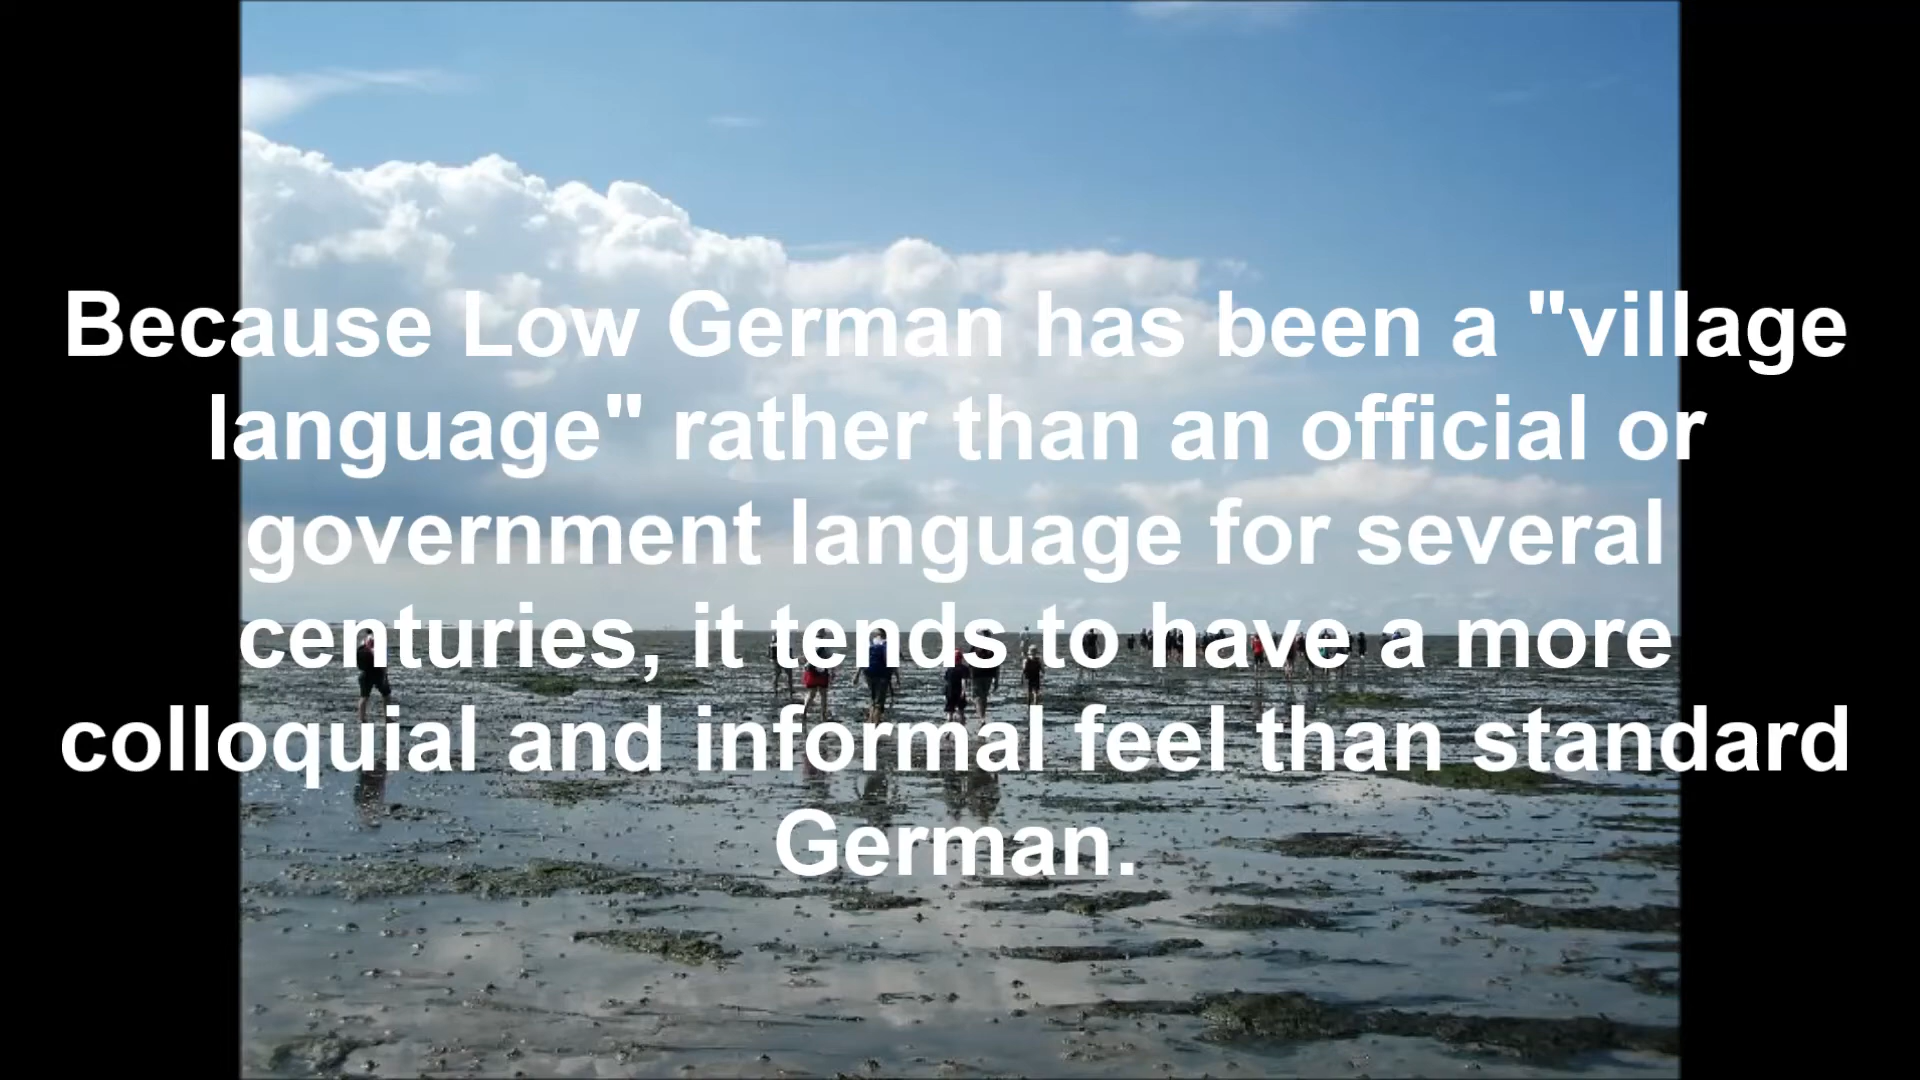 Because Low German has been a "village
language" rather than an official or
government language for several
centuries, it tends to have a more
colloquial and informal feel than standard
German.